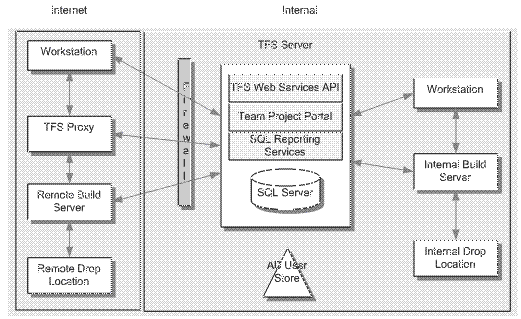 Internet
Internal
Workstation
TFS Proxy
Remote Build
Server
Remote Drop
Location
Firewall
TFS Server
TFS Web Services API
Team Project Portal
SQL Reporting
Services
SQL Server
AD User
Store
Workstation
Internal Build
Server
Internal Drop
Location